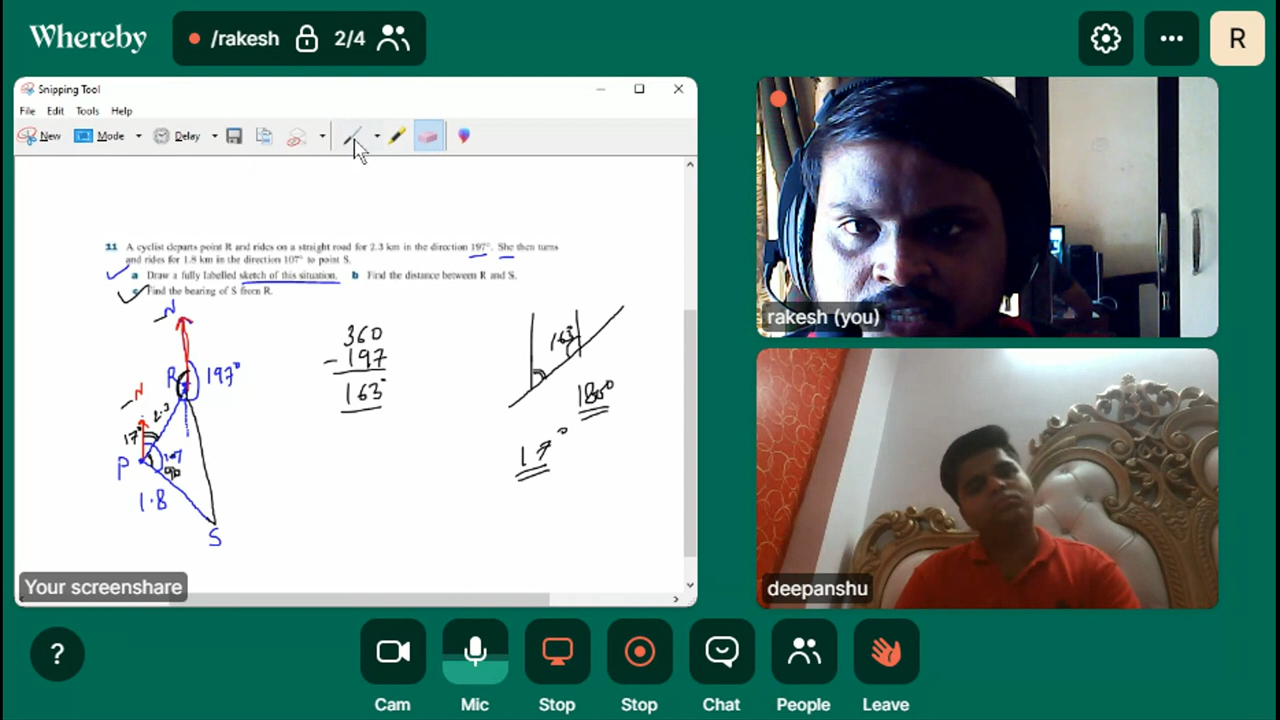 Whereby
/rakesh 2/4
R
Snipping Tool
File Edit Tools Help
New Mode Delay
11 A cyclist departs point R and rides on a straight road for 2.3 km in the direction 197°. She then turns
and rides for 1.8 km in the direction 107° to point S.
a Draw a fully labelled sketch of this situation. b Find the distance between R and S.
c Find the bearing of S from R.
N
R 197°
N
2.3
17°
P 107
90
1.8
S
360
- 197
163°
163
180°
17°
Your screenshare
rakesh (you)
deepanshu
?
Cam Mic Stop Stop Chat People Leave